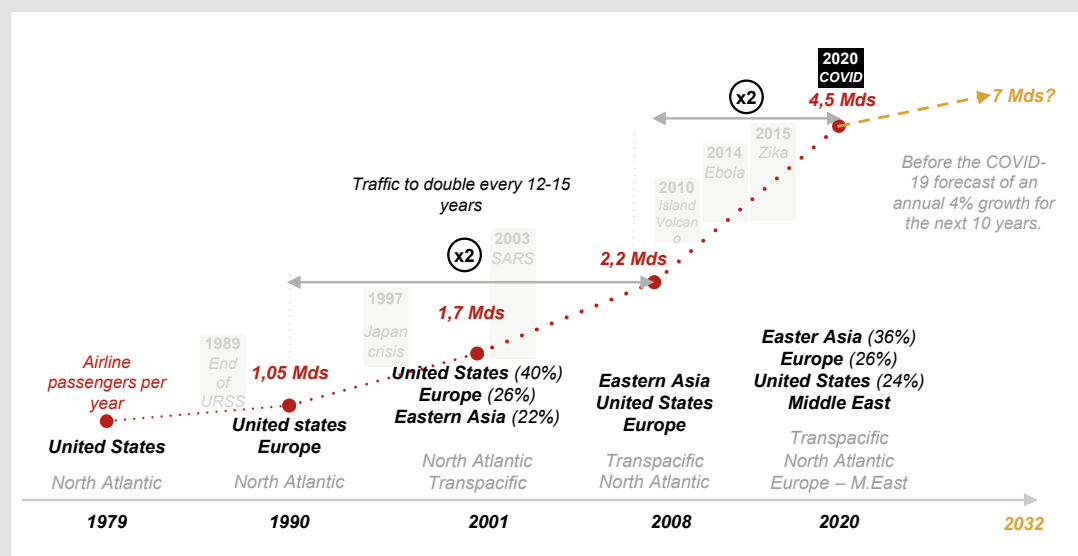 2020
COVID
4,5 Mds
x2
7 Mds?
2015
Zika
2014
Ebola
Before the COVID-
19 forecast of an
annual 4% growth for
the next 10 years.
Traffic to double every 12-15
years
2010
Island
Volcan
o
2003
SARS
x2
2,2 Mds
1997
Japan
crisis
1,7 Mds
1989
End
of
URSS
1,05 Mds
Airline
passengers per
year
United States
North Atlantic
United states
Europe
North Atlantic
United States (40%)
Europe (26%)
Eastern Asia (22%)
North Atlantic
Transpacific
Eastern Asia
United States
Europe
Transpacific
North Atlantic
Easter Asia (36%)
Europe (26%)
United States (24%)
Middle East
Transpacific
North Atlantic
Europe – M.East
1979
1990
2001
2008
2020
2032